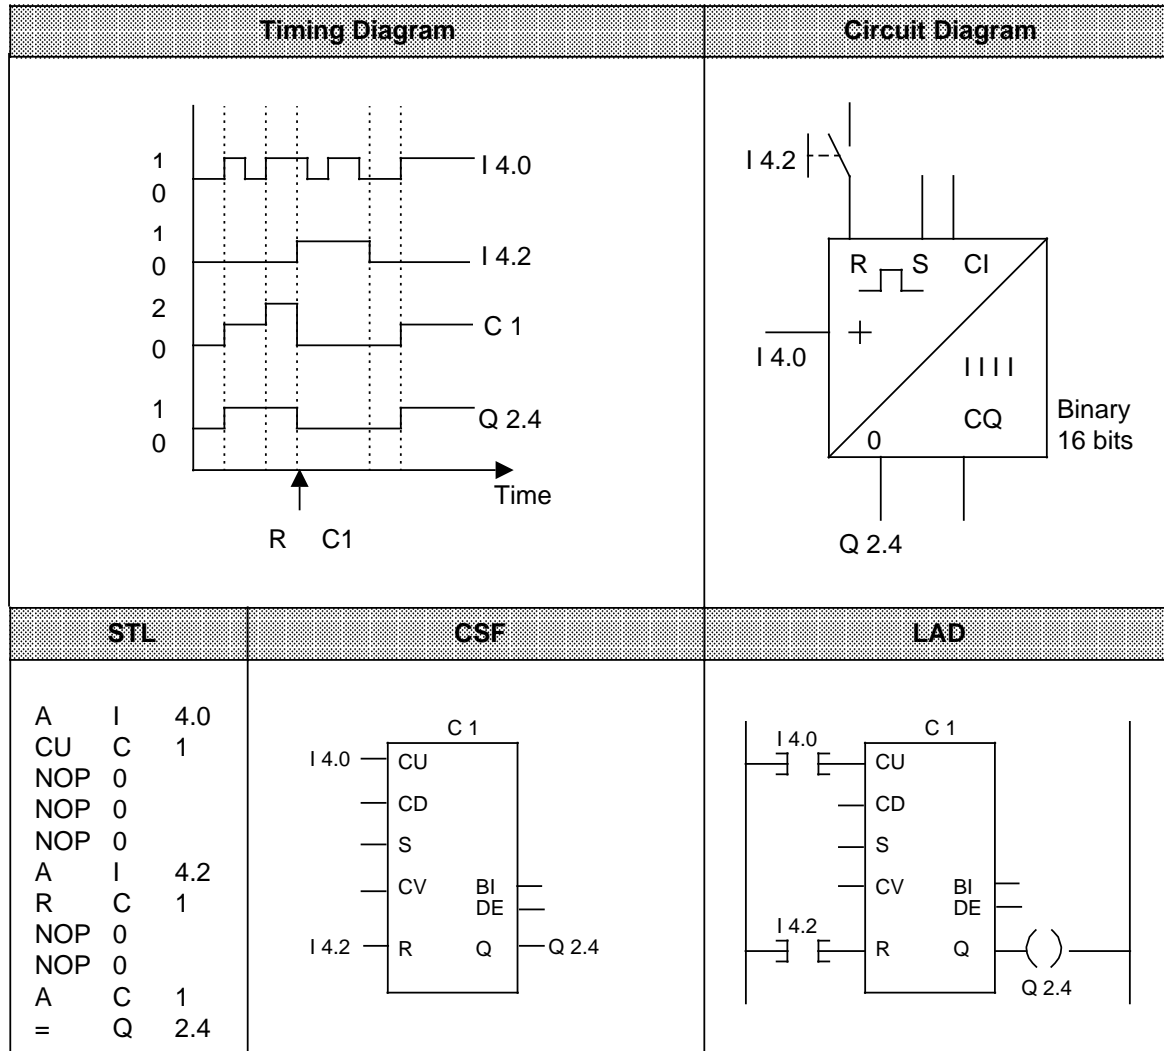 Timing Diagram
Circuit Diagram
1
0
I 4.0
1
0
I 4.2
2
0
C 1
1
0
Q 2.4
Time
R C1
I 4.2
R S CI
+
I 4.0
I I I I
CQ
0
Binary
16 bits
Q 2.4
STL
CSF
LAD
A I 4.0
CU C 1
NOP 0
NOP 0
NOP 0
A I 4.2
R C 1
NOP 0
NOP 0
A C 1
= Q 2.4
C 1
I 4.0 CU
CD
S
CV BI
DE
I 4.2 R Q Q 2.4
C 1
I 4.0
CU
CD
S
CV BI
DE
I 4.2
R Q ( )
Q 2.4